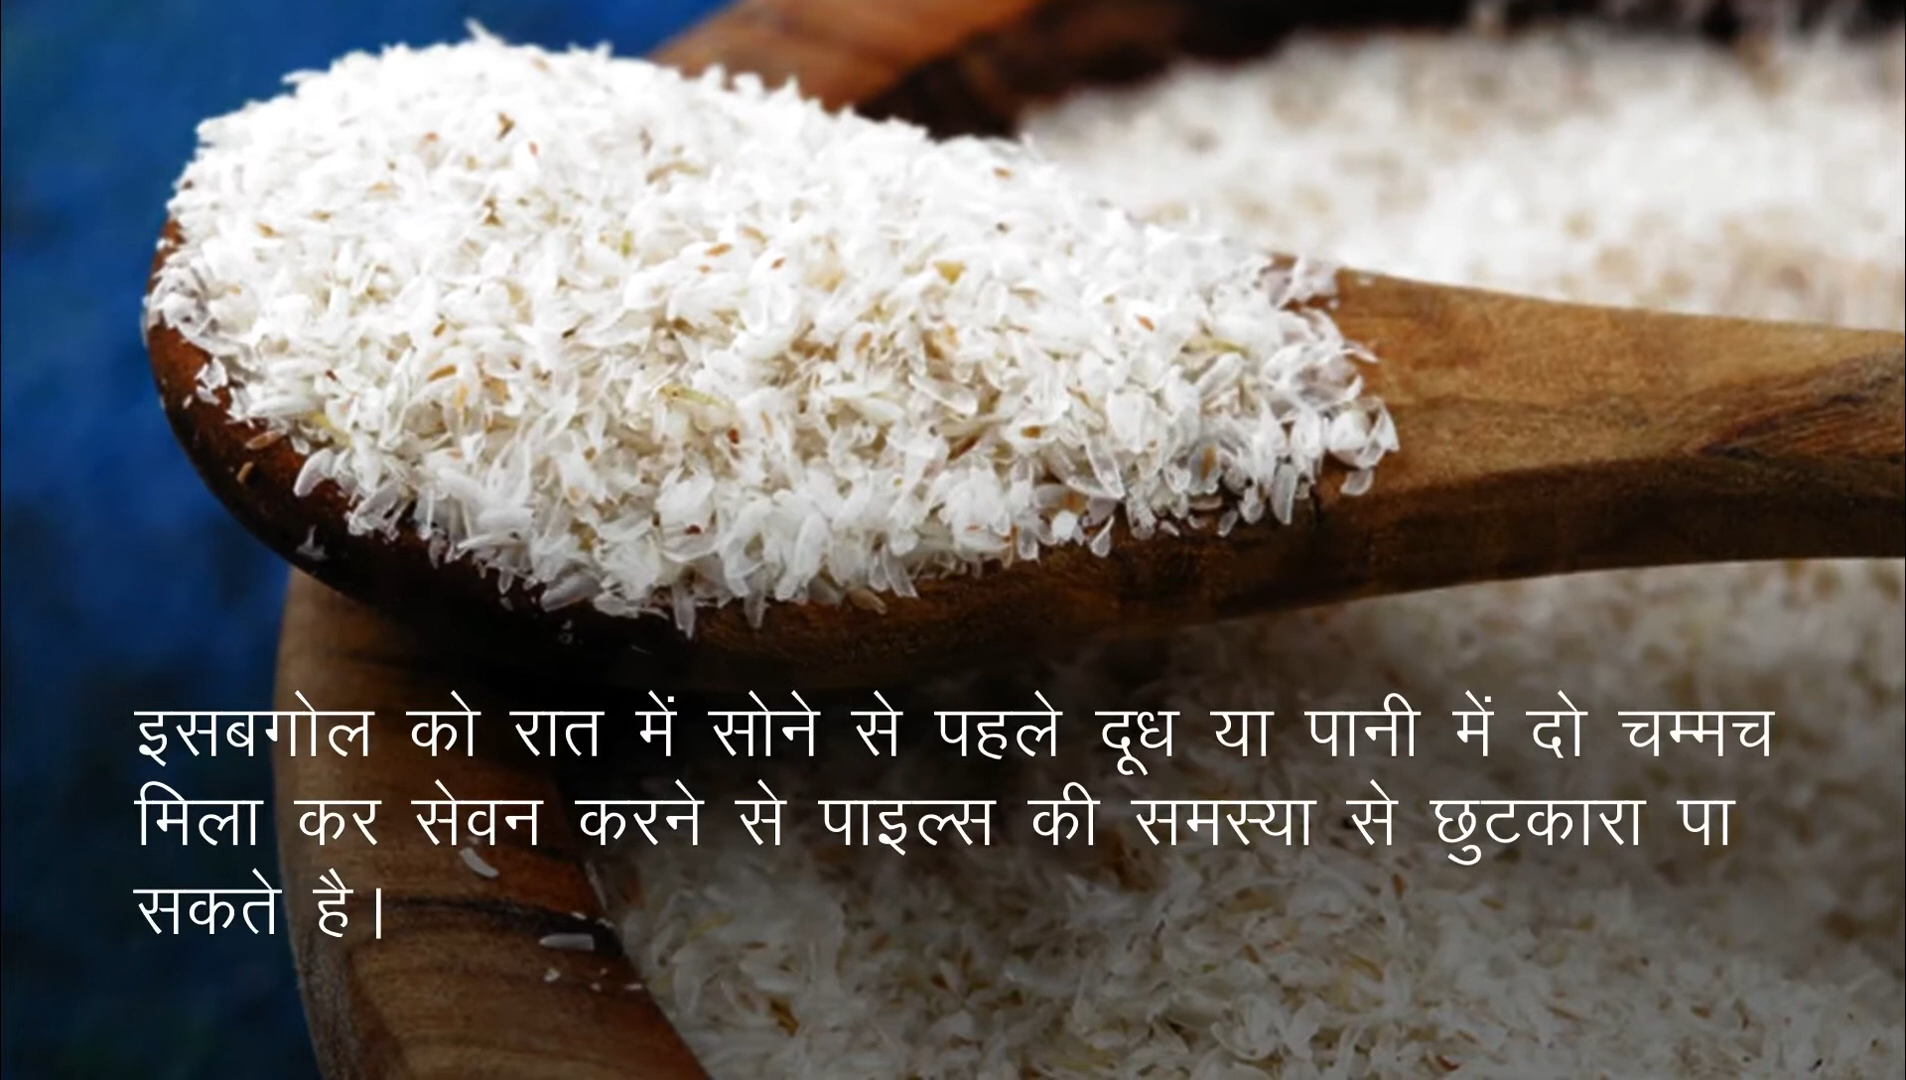 इसबगोल को रात में सोने से पहले दूध या पानी में दो चम्मच
मिला कर सेवन करने से पाइल्स की समस्या से छुटकारा पा
सकते है।